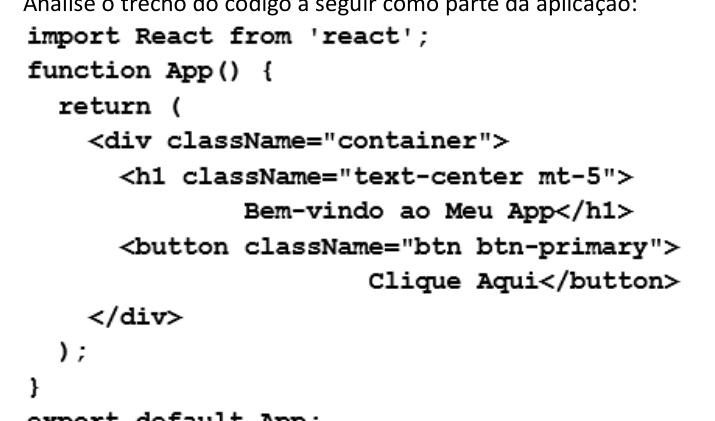 Analise o trecho do código a seguir como parte da aplicação:
import React from 'react';
function App() {
  return (
    <div className="container">
      <h1 className="text-center mt-5">
              Bem-vindo ao Meu App</h1>
      <button className="btn btn-primary">
                      Clique Aqui</button>
    </div>
  );
}
export default App;